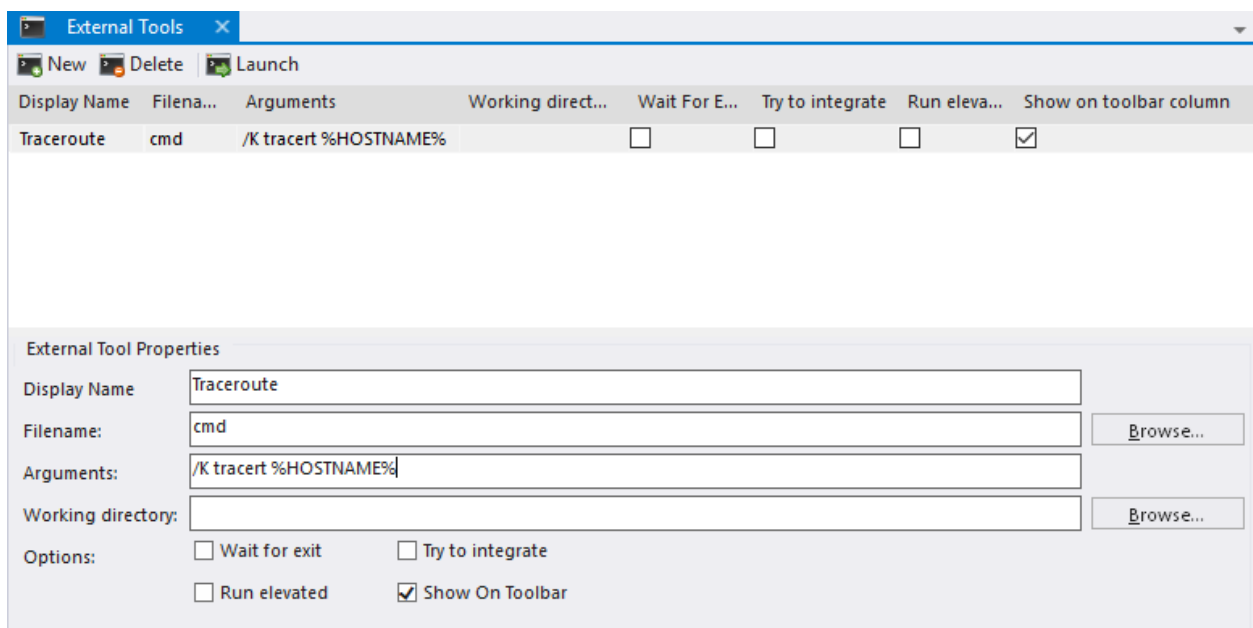 External Tools
New Delete Launch
Display Name Filena... Arguments Working direct... Wait For E... Try to integrate Run eleva... Show on toolbar column
Traceroute cmd /K tracert %HOSTNAME%
External Tool Properties
Display Name Traceroute
Filename: cmd Browse...
Arguments: /K tracert %HOSTNAME%
Working directory: Browse...
Options: Wait for exit Try to integrate
Run elevated Show On Toolbar